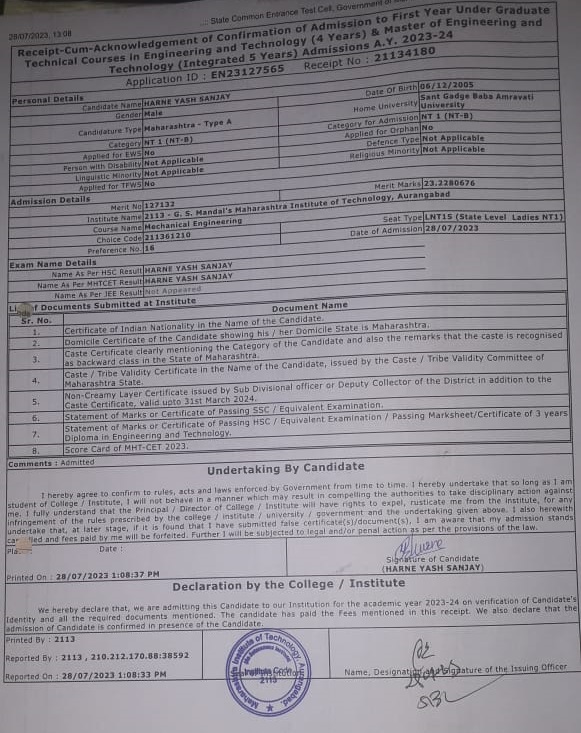 28/07/2023, 13:08
State Common Entrance Test Cell, Government of
Receipt-Cum-Acknowledgement of Confirmation of Admission to First Year Under Graduate
Technical Courses in Engineering and Technology (4 Years) & Master of Engineering and
Technology (Integrated 5 Years) Admissions A.Y. 2023-24
Application ID : EN23127565 Receipt No : 21134180
Personal Details
Candidate Name HARNE YASH SANJAY Date Of Birth 06/12/2005
Gender Male Home University Sant Gadge Baba Amravati University
Candidature Type Maharashtra - Type A Category for Admission NT 1 (NT-B)
Category NT 1 (NT-B) Applied for Orphan No
Applied for EWS No Defence Type Not Applicable
Person with Disability Not Applicable Religious Minority Not Applicable
Linguistic Minority Not Applicable
Applied for TFWS No
Admission Details
Merit No 127132 Merit Marks 23.2280676
Institute Name 2113 - G. S. Mandal's Maharashtra Institute of Technology, Aurangabad
Course Name Mechanical Engineering Seat Type LNT1S (State Level Ladies NT1)
Choice Code 211361210 Date of Admission 28/07/2023
Preference No. 16
Exam Name Details
Name As Per HSC Result HARNE YASH SANJAY
Name As Per MHTCET Result HARNE YASH SANJAY
Name As Per JEE Result Not Appeared
of Documents Submitted at Institute
Sr. No. Document Name
1. Certificate of Indian Nationality in the Name of the Candidate.
2. Domicile Certificate of the Candidate showing his / her Domicile State is Maharashtra.
3. Caste Certificate clearly mentioning the Category of the Candidate and also the remarks that the caste is recognised
as backward class in the State of Maharashtra.
4. Caste / Tribe Validity Certificate in the Name of the Candidate, issued by the Caste / Tribe Validity Committee of
Maharashtra State.
5. Non-Creamy Layer Certificate issued by Sub Divisional officer or Deputy Collector of the District in addition to the
Caste Certificate, valid upto 31st March 2024.
6. Statement of Marks or Certificate of Passing SSC / Equivalent Examination.
7. Statement of Marks or Certificate of Passing HSC / Equivalent Examination / Passing Marksheet/Certificate of 3 years
Diploma in Engineering and Technology.
8. Score Card of MHT-CET 2023.
Comments : Admitted
Undertaking By Candidate
I hereby agree to confirm to rules, acts and laws enforced by Government from time to time. I hereby undertake that so long as I am
student of College / Institute, I will not behave in a manner which may result in compelling the authorities to take disciplinary action against
me. I fully understand that the Principal / Director of College / Institute will have rights to expel, rusticate me from the institute, for any
infringement of the rules prescribed by the college / institute / university / government and the undertaking given above. I also herewith
undertake that, at later stage, if it is found that I have submitted false certificate(s)/document(s), I am aware that my admission stands
and fees paid by me will be forfeited. Further I will be subjected to legal and/or penal action as per the provisions of the law.
Date :
Signature of Candidate
(HARNE YASH SANJAY)
Printed On : 28/07/2023 1:08:37 PM
Declaration by the College / Institute
We hereby declare that, we are admitting this Candidate to our Institution for the academic year 2023-24 on verification of Candidate's
Identity and all the required documents mentioned. The candidate has paid the Fees mentioned in this receipt. We also declare that the
admission of Candidate is confirmed in presence of the Candidate.
Printed By : 2113
Reported By : 2113 , 210.212.170.88:38592
Reported On : 28/07/2023 1:08:33 PM
Maharashtra Institute of Technology, Aurangabad.
Institute Code
2113
Name, Designation Signature of the Issuing Officer